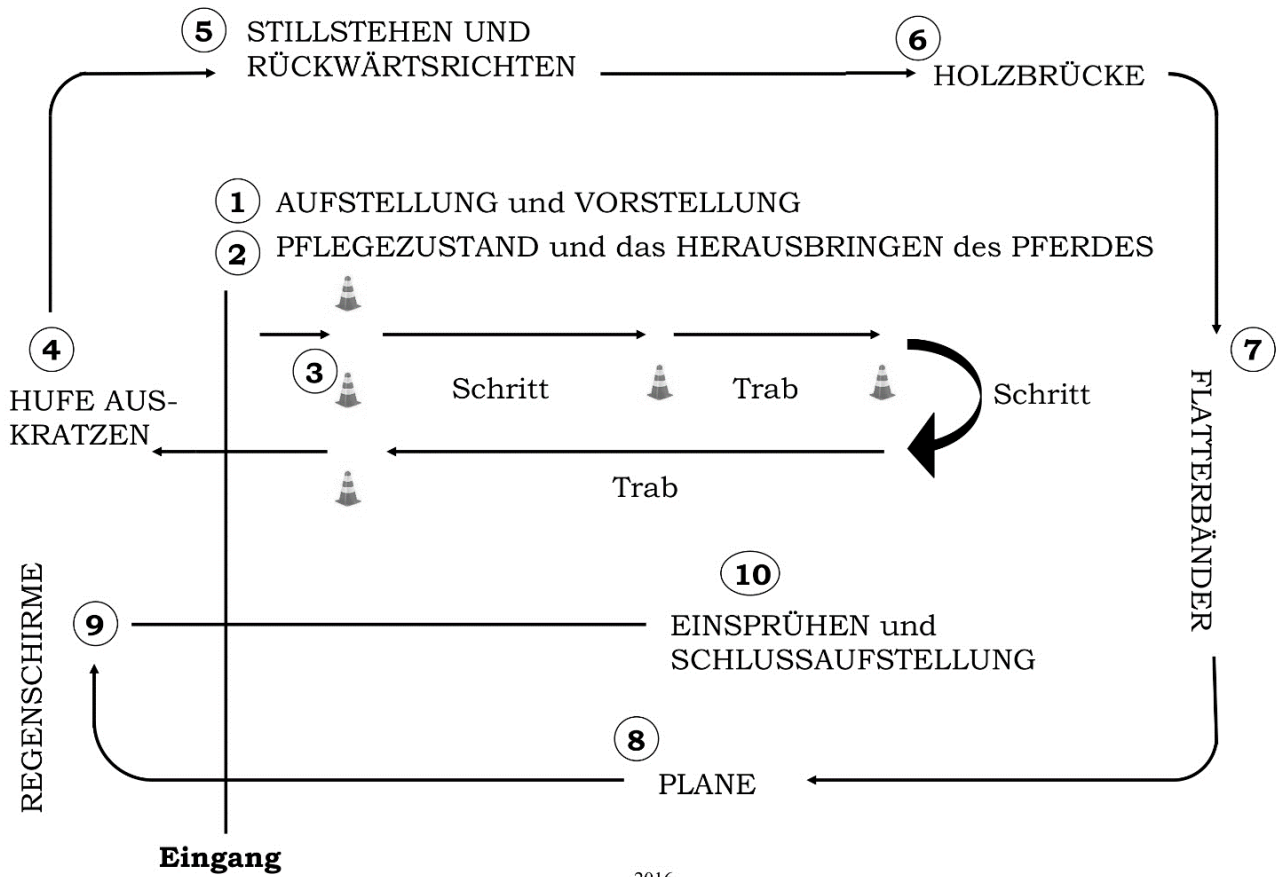 5 STILLSTEHEN UND
RÜCKWÄRTSRICHTEN
6 HOLZBRÜCKE
1 AUFSTELLUNG und VORSTELLUNG
2 PFLEGEZUSTAND und das HERAUSBRINGEN des PFERDES
3
Schritt
Trab
Schritt
Trab
4
HUFE AUS-
KRATZEN
7
FLATTERBÄNDER
10
EINSPRÜHEN und
SCHLUSSAUFSTELLUNG
9
REGENSCHIRME
8
PLANE
Eingang
2016